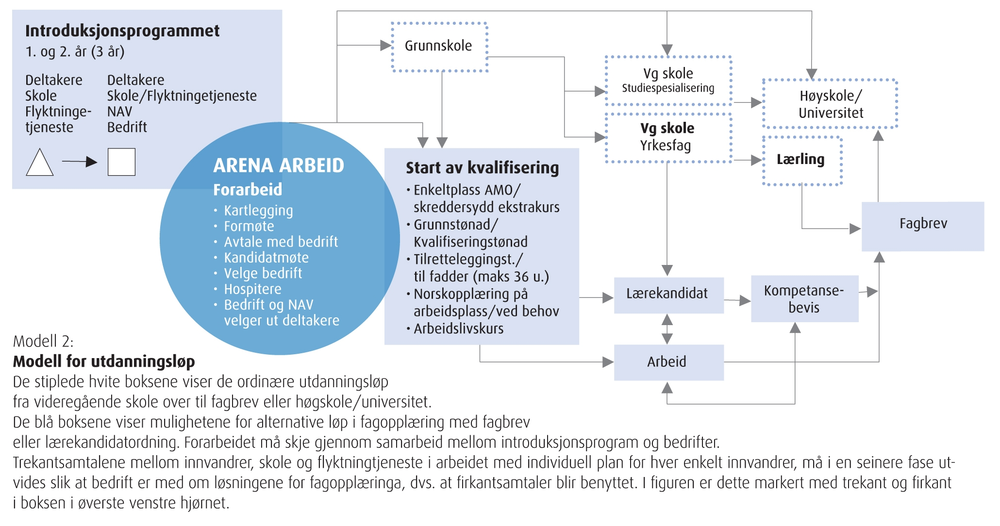 Introduksjonsprogrammet
1. og 2. år (3 år)
Deltakere
Skole
Flyktninge-
tjeneste
Deltakere
Skole/Flyktningetjeneste
NAV
Bedrift
ARENA ARBEID
Forarbeid
• Kartlegging
• Formøte
• Avtale med bedrift
• Kandidatmøte
• Velge bedrift
• Hospitere
• Bedrift og NAV
velger ut deltakere
Grunnskole
Start av kvalifisering
• Enkeltplass AMO/
skreddersydd ekstrakurs
• Grunnstønad/
Kvalifiseringstønad
• Tilretteleggingst./
til fadder (maks 36 u.)
• Norskopplæring på
arbeidsplass/ved behov
• Arbeidslivskurs
Vg skole
Studiespesialisering
Vg skole
Yrkesfag
Høyskole/
Universitet
Lærling
Fagbrev
Lærekandidat
Kompetanse-
bevis
Arbeid
Modell 2:
Modell for utdanningsløp
De stiplede hvite boksene viser de ordinære utdanningsløp
fra videregående skole over til fagbrev eller høgskole/universitet.
De blå boksene viser mulighetene for alternative løp i fagopplæring med fagbrev
eller lærekandidatordning. Forarbeidet må skje gjennom samarbeid mellom introduksjonsprogram og bedrifter.
Trekantsamtalene mellom innvandrer, skole og flyktningtjeneste i arbeidet med individuell plan for hver enkelt innvandrer, må i en seinere fase ut-
vides slik at bedrift er med om løsningene for fagopplæringa, dvs. at firkantsamtaler blir benyttet. I figuren er dette markert med trekant og firkant
i boksen i øverste venstre hjørnet.